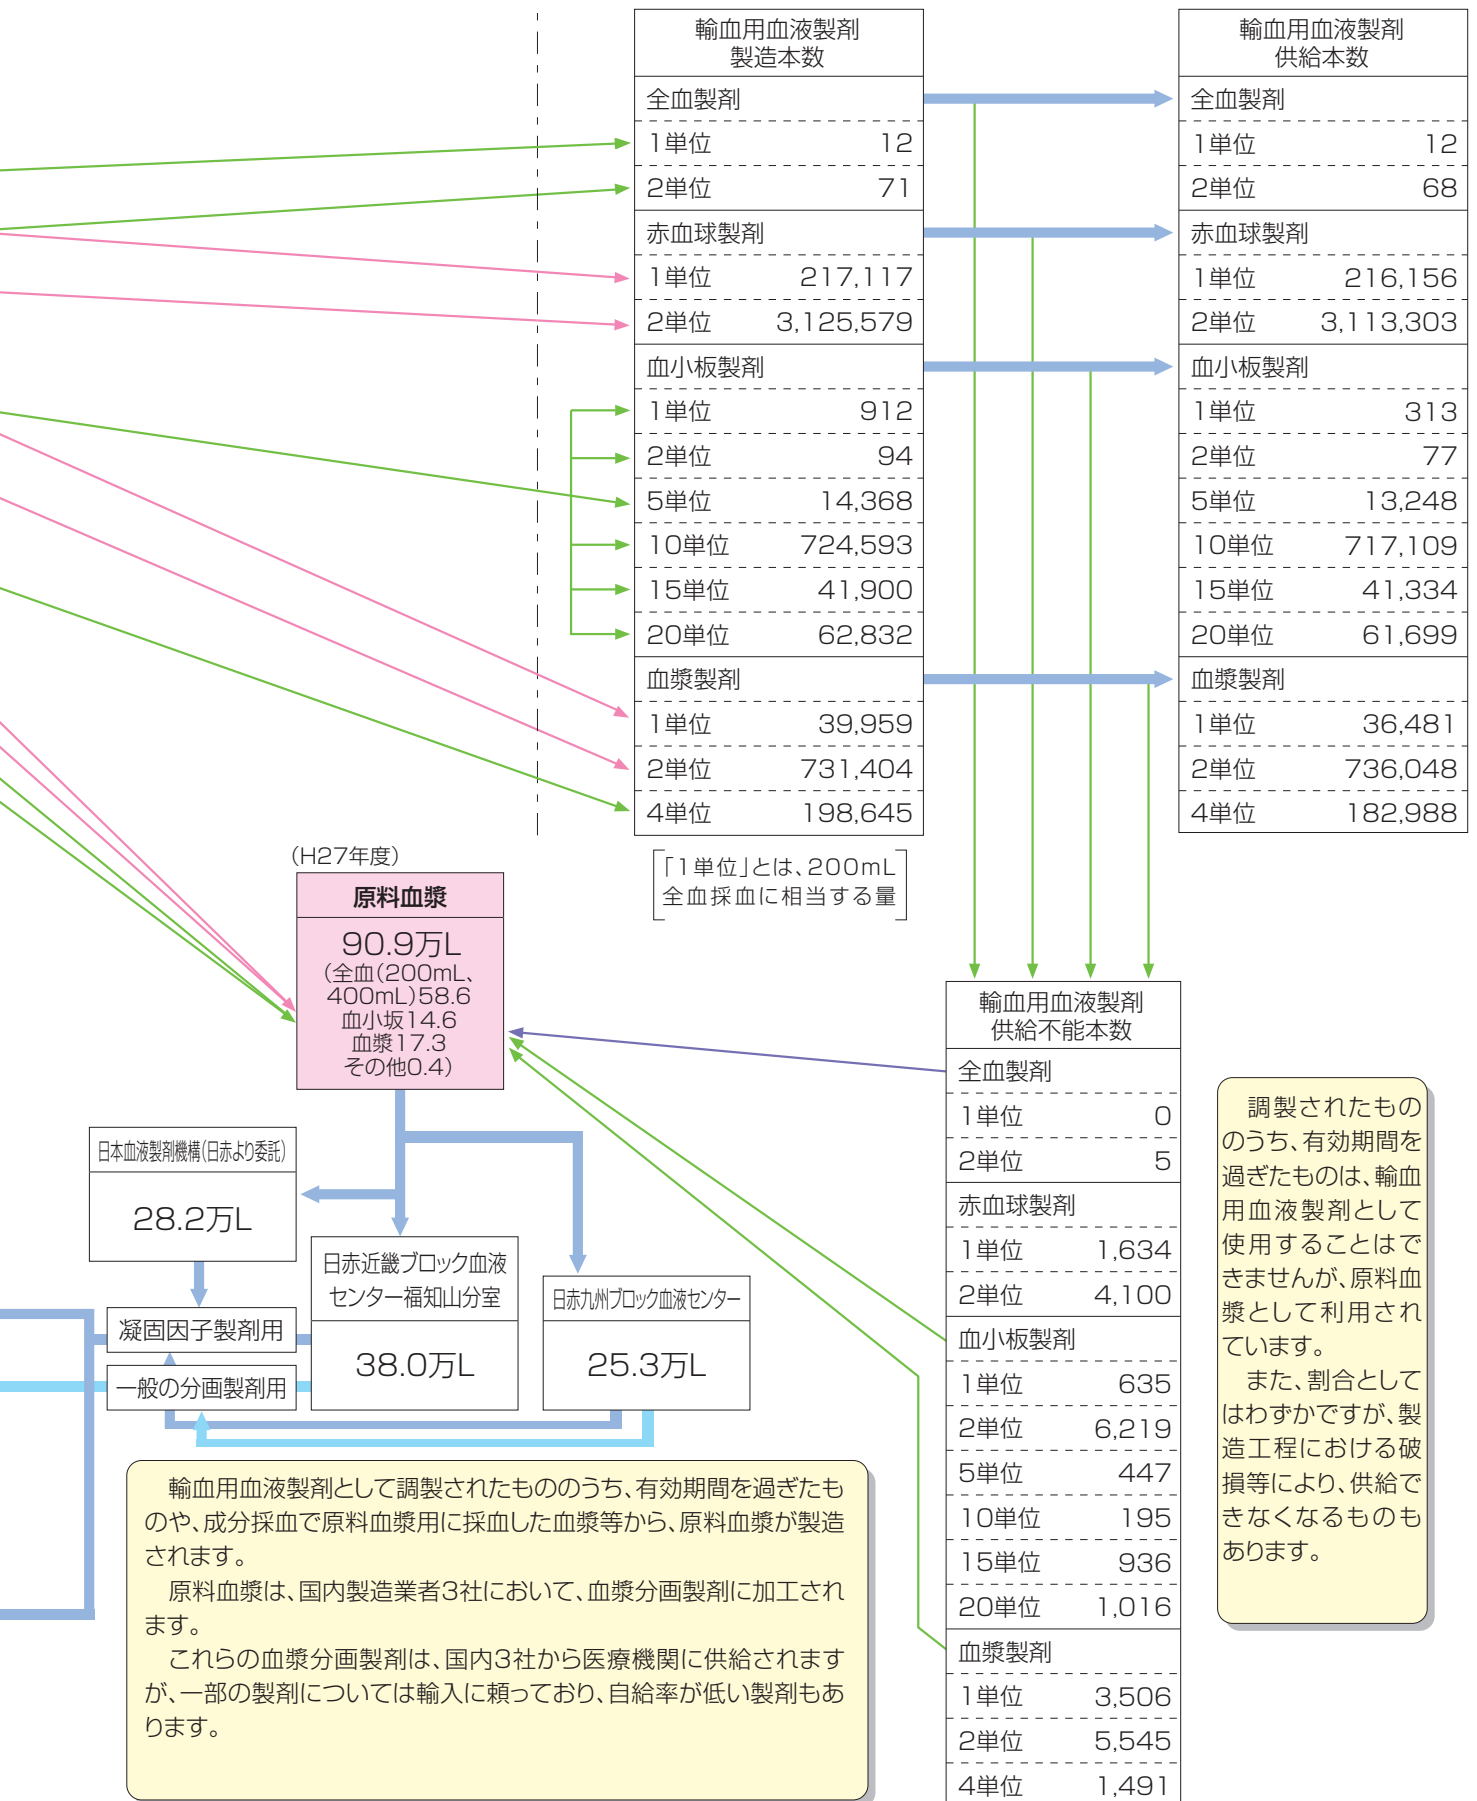 輸血用血液製剤
製造本数
全血製剤
1単位 12
2単位 71
赤血球製剤
1単位 217,117
2単位 3,125,579
血小板製剤
1単位 912
2単位 94
5単位 14,368
10単位 724,593
15単位 41,900
20単位 62,832
血漿製剤
1単位 39,959
2単位 731,404
4単位 198,645
「1単位」とは、200mL
全血採血に相当する量
輸血用血液製剤
供給本数
全血製剤
1単位 12
2単位 68
赤血球製剤
1単位 216,156
2単位 3,113,303
血小板製剤
1単位 313
2単位 77
5単位 13,248
10単位 717,109
15単位 41,334
20単位 61,699
血漿製剤
1単位 36,481
2単位 736,048
4単位 182,988
(H27年度)
原料血漿
90.9万L
(全血(200mL、
400mL)58.6
血小坂14.6
血漿17.3
その他0.4)
日本血液製剤機構(日赤より委託)
28.2万L
日赤近畿ブロック血液
センター福知山分室
38.0万L
日赤九州ブロック血液センター
25.3万L
凝固因子製剤用
一般の分画製剤用
輸血用血液製剤として調製されたもののうち、有効期間を過ぎたも
のや、成分採血で原料血漿用に採血した血漿等から、原料血漿が製造
されます。
原料血漿は、国内製造業者3社において、血漿分画製剤に加工され
ます。
これらの血漿分画製剤は、国内3社から医療機関に供給されます
が、一部の製剤については輸入に頼っており、自給率が低い製剤もあ
ります。
輸血用血液製剤
供給不能本数
全血製剤
1単位 0
2単位 5
赤血球製剤
1単位 1,634
2単位 4,100
血小板製剤
1単位 635
2単位 6,219
5単位 447
10単位 195
15単位 936
20単位 1,016
血漿製剤
1単位 3,506
2単位 5,545
4単位 1,491
調製されたもの
のうち、有効期間を
過ぎたものは、輸血
用血液製剤として
使用することはで
きませんが、原料血
漿として利用され
ています。
また、割合として
はわずかですが、製
造工程における破
損等により、供給で
きなくなるものも
あります。